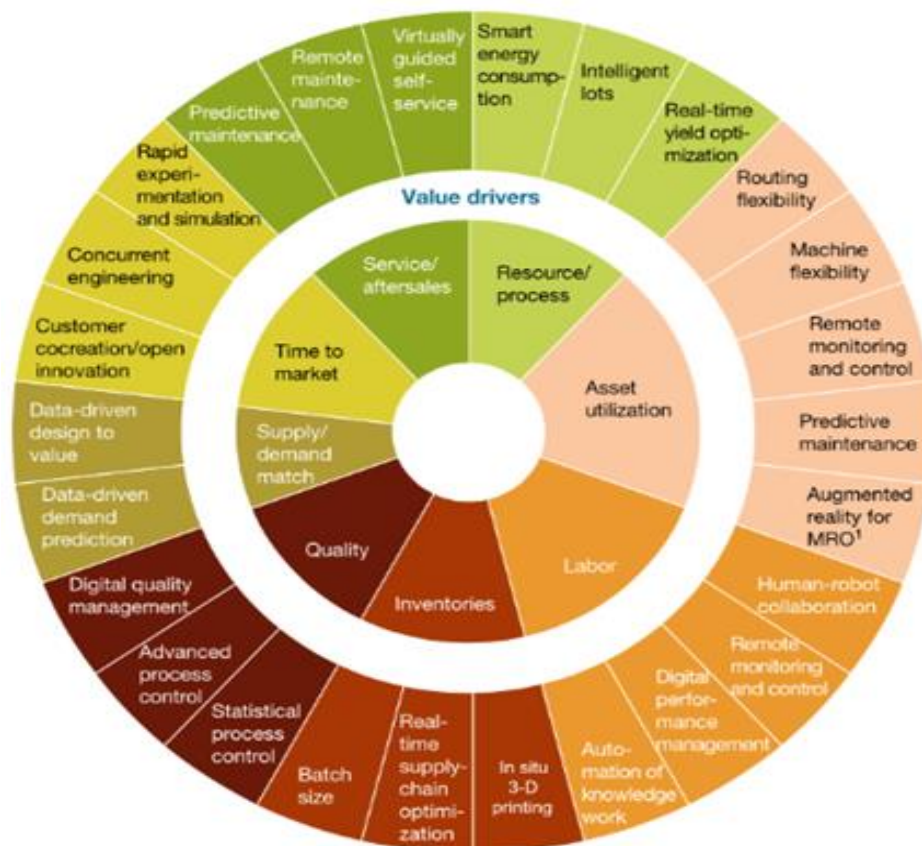 Smart
energy
consump-
tion
Intelligent
lots
Real-time
yield opti-
mization
Routing
flexibility
Machine
flexibility
Remote
monitoring
and control
Predictive
maintenance
Augmented
reality for
MRO¹
Human-robot
collaboration
Remote
monitoring
and control
Digital
perfor-
mance
management
Auto-
mation of
knowledge
work
In situ
3-D
printing
Real-
time
supply-
chain
optimi-
zation
Batch
size
Statistical
process
control
Advanced
process
control
Digital quality
management
Data-driven
demand
prediction
Data-driven
design to
value
Customer
cocreation/open
innovation
Concurrent
engineering
Rapid
experi-
mentation
and simulation
Predictive
maintenance
Remote
mainte-
nance
Virtually
guided
self-
service
Value drivers
Resource/
process
Asset
utilization
Labor
Inventories
Quality
Supply/
demand
match
Time to
market
Service/
aftersales